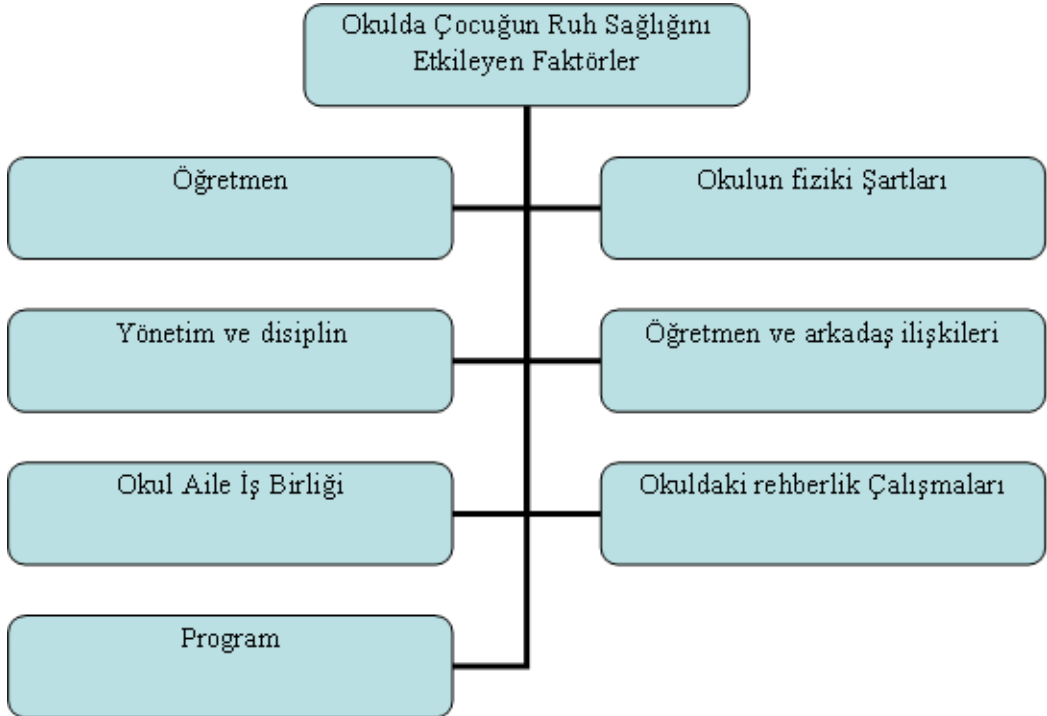 Okulda Çocuğun Ruh Sağlığını
Etkileyen Faktörler
Öğretmen
Okulun fiziki Şartları
Yönetim ve disiplin
Öğretmen ve arkadaş ilişkileri
Okul Aile İş Birliği
Okuldaki rehberlik Çalışmaları
Program